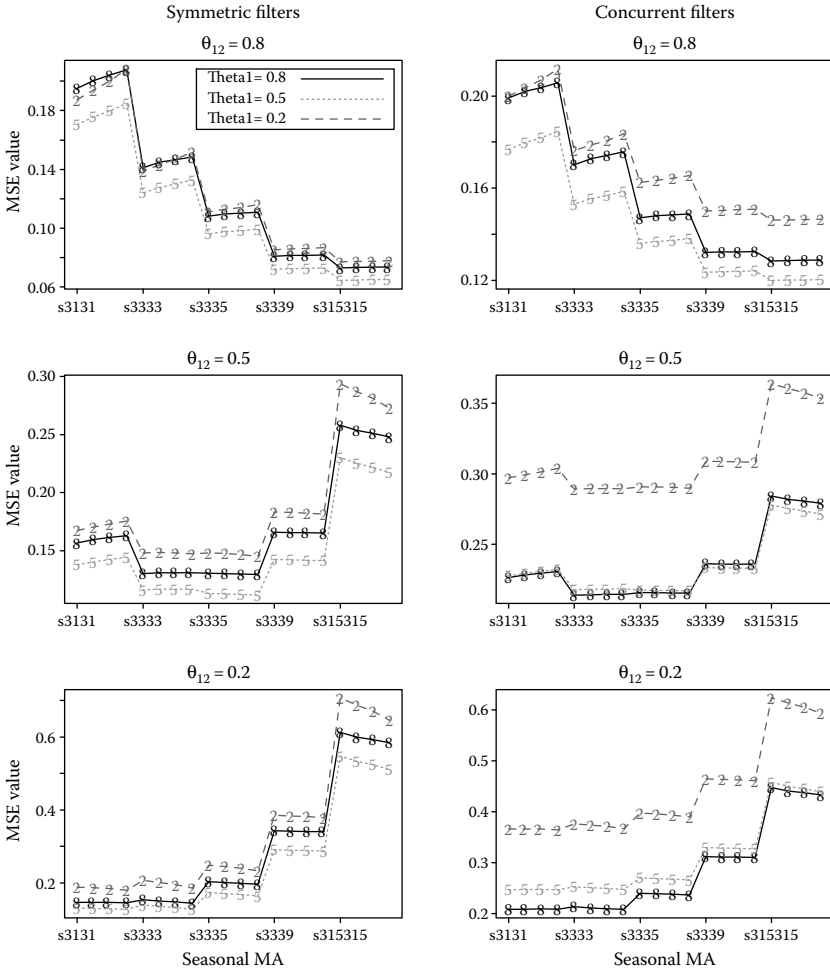 Symmetric filters
Concurrent filters
θ12 = 0.8
θ12 = 0.8
Theta1= 0.8
Theta1= 0.5
Theta1= 0.2
MSE value
0.18
0.14
0.10
0.06
s3131 s3333 s3335 s3339 s315315
MSE value
0.20
0.16
0.12
s3131 s3333 s3335 s3339 s315315
θ12 = 0.5
θ12 = 0.5
MSE value
0.30
0.25
0.20
0.15
s3131 s3333 s3335 s3339 s315315
MSE value
0.35
0.30
0.25
s3131 s3333 s3335 s3339 s315315
θ12 = 0.2
θ12 = 0.2
MSE value
0.6
0.4
0.2
s3131 s3333 s3335 s3339 s315315
Seasonal MA
MSE value
0.6
0.5
0.4
0.3
0.2
s3131 s3333 s3335 s3339 s315315
Seasonal MA